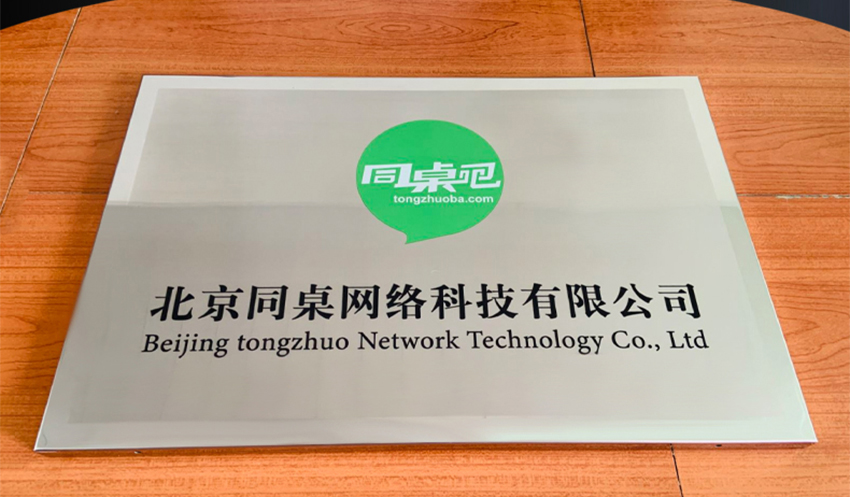 同桌吧
tongzhuoba.com
北京同桌网络科技有限公司
Beijing tongzhuo Network Technology Co., Ltd